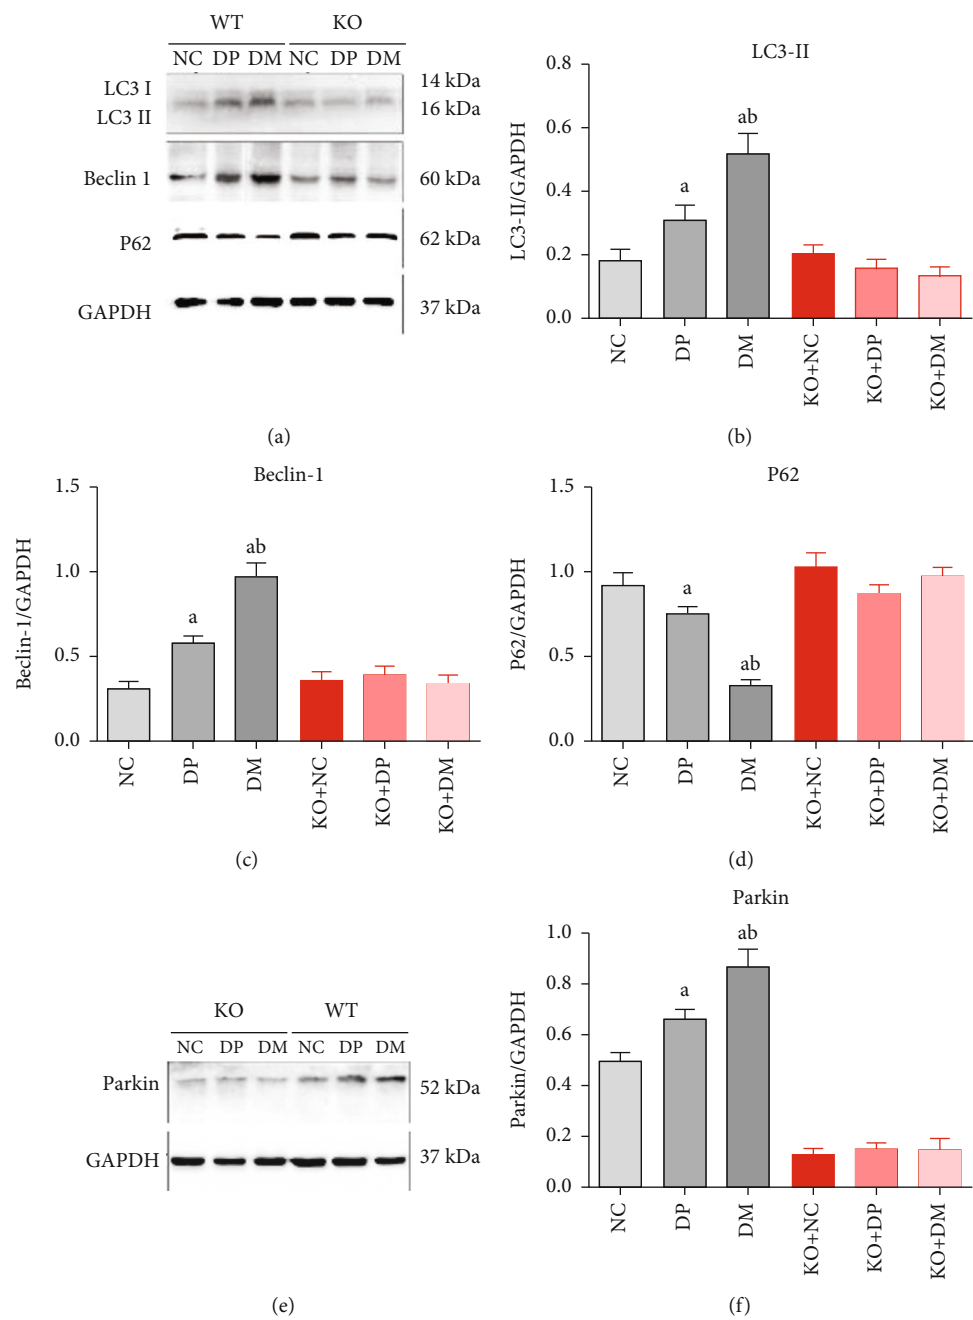 WT KO
NC DP DM NC DP DM
LC3 I 14 kDa
LC3 II 16 kDa
Beclin 1 60 kDa
P62 62 kDa
GAPDH 37 kDa
(a)
LC3-II
LC3-II/GAPDH
0.8
0.6
0.4
0.2
0.0
a
ab
NC DP DM KO+NC KO+DP KO+DM
(b)
Beclin-1
Beclin-1/GAPDH
1.5
1.0
0.5
0.0
a
ab
NC DP DM KO+NC KO+DP KO+DM
(c)
P62
P62/GAPDH
1.5
1.0
0.5
0.0
a
ab
NC DP DM KO+NC KO+DP KO+DM
(d)
KO WT
NC DP DM NC DP DM
Parkin 52 kDa
GAPDH 37 kDa
(e)
Parkin
Parkin/GAPDH
1.0
0.8
0.6
0.4
0.2
0.0
a
ab
NC DP DM KO+NC KO+DP KO+DM
(f)